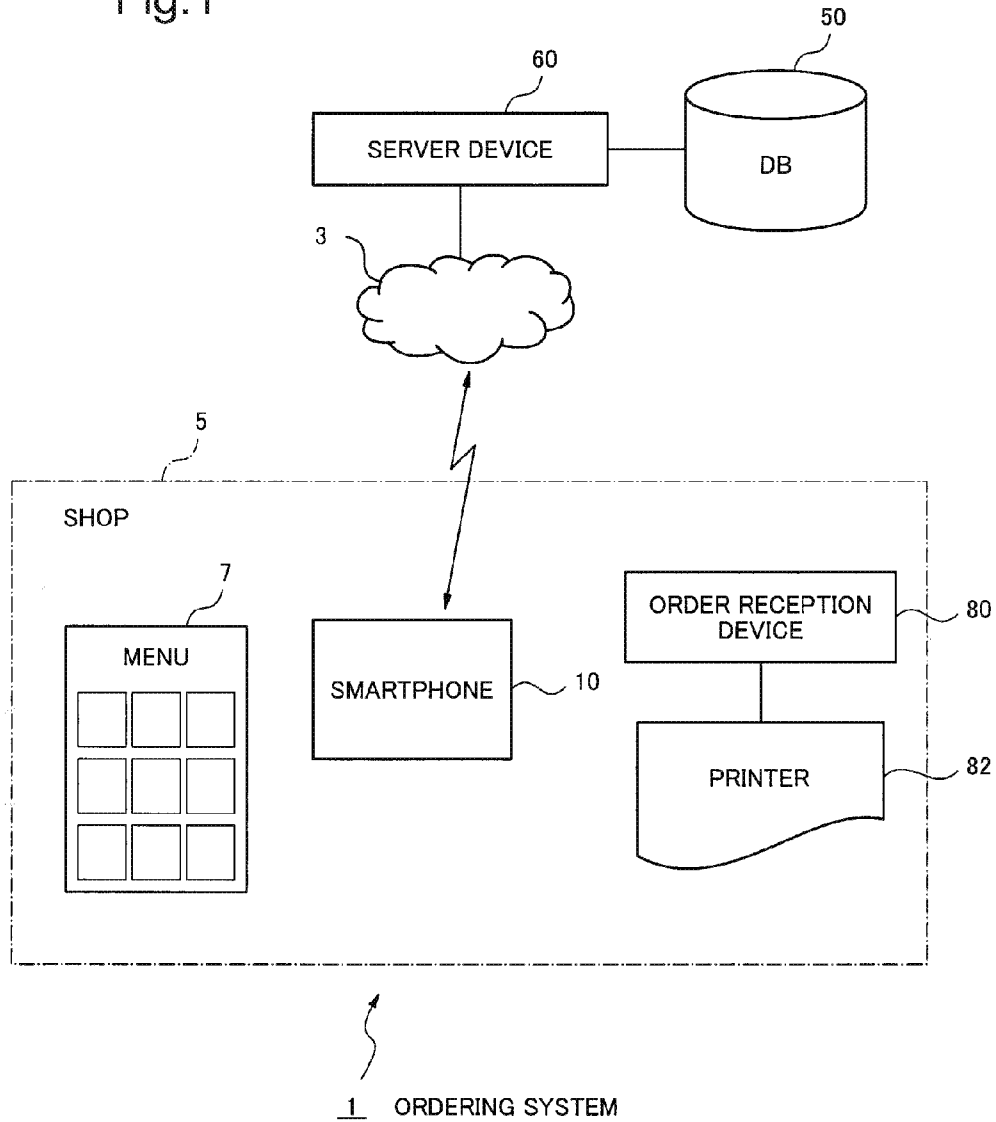 Fig.1
50
60
SERVER DEVICE
DB
3
5
SHOP
7
MENU
SMARTPHONE
10
ORDER RECEPTION
DEVICE
80
PRINTER
82
1 ORDERING SYSTEM